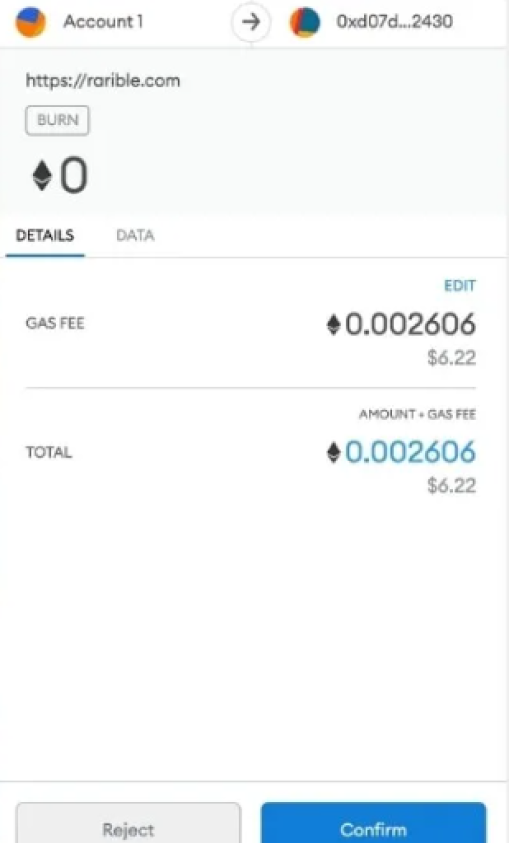 Account 1 0xd07d...2430
https://rarible.com
BURN
0
DETAILS DATA
EDIT
GAS FEE 0.002606
$6.22
AMOUNT + GAS FEE
TOTAL 0.002606
$6.22
Reject Confirm